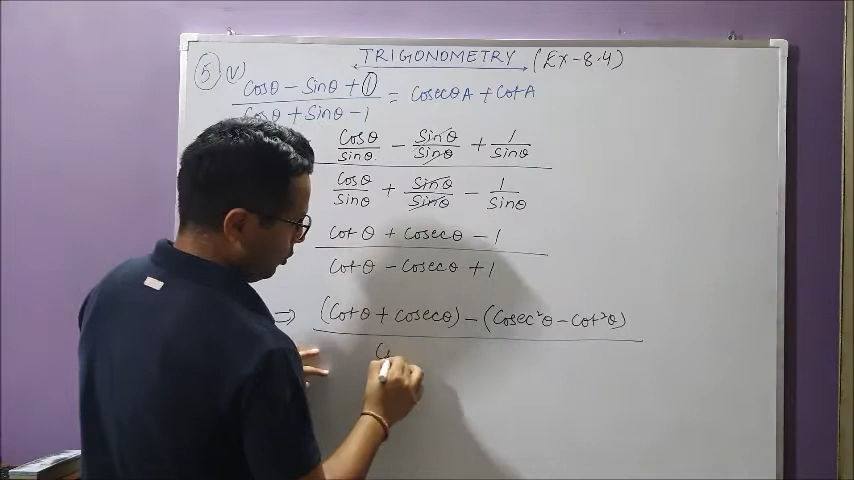 TRIGONOMETRY (Ex-8.4)
5 (v) Cosθ - Sinθ + 1 / Cosθ + Sinθ - 1 = CosecθA + CotA
Cosθ/Sinθ - Sinθ/Sinθ + 1/Sinθ
Cosθ/Sinθ + Sinθ/Sinθ - 1/Sinθ
Cotθ + Cosecθ - 1
Cotθ - Cosecθ + 1
⇒ (Cotθ + Cosecθ) - (Cosec²θ - Cot²θ)